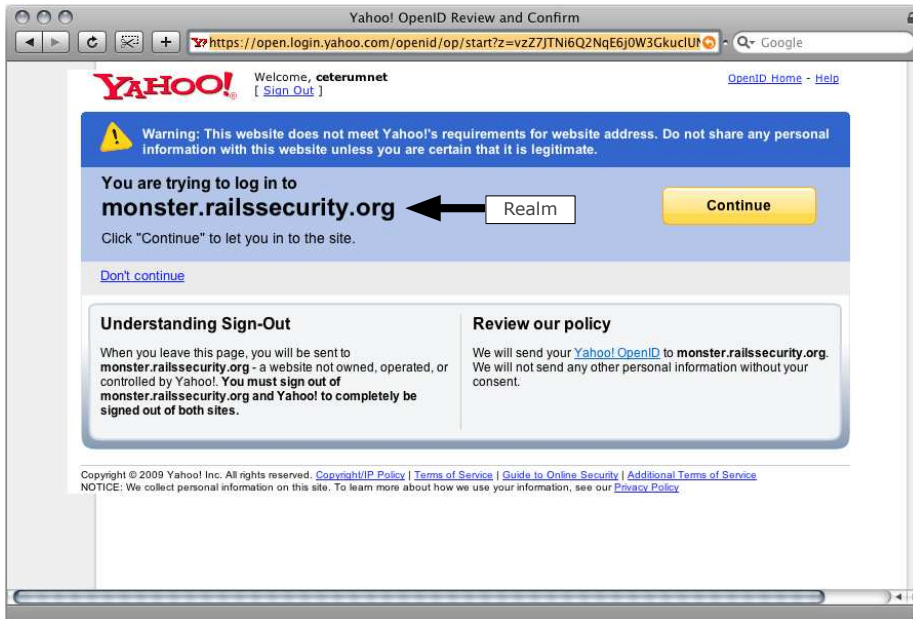 Yahoo! OpenID Review and Confirm
https://open.login.yahoo.com/openid/op/start?z=vzZ7JTNi6Q2NqE6j0W3GkuclUN
Google
YAHOO!
Welcome, ceterumnet
[ Sign Out ]
OpenID Home - Help
Warning: This website does not meet Yahoo!'s requirements for website address. Do not share any personal
information with this website unless you are certain that it is legitimate.
You are trying to log in to
monster.railssecurity.org
Realm
Continue
Click "Continue" to let you in to the site.
Don't continue
Understanding Sign-Out
When you leave this page, you will be sent to
monster.railssecurity.org - a website not owned, operated, or
controlled by Yahoo!. You must sign out of
monster.railssecurity.org and Yahoo! to completely be
signed out of both sites.
Review our policy
We will send your Yahoo! OpenID to monster.railssecurity.org.
We will not send any other personal information without your
consent.
Copyright © 2009 Yahoo! Inc. All rights reserved. Copyright/IP Policy | Terms of Service | Guide to Online Security | Additional Terms of Service
NOTICE: We collect personal information on this site. To learn more about how we use your information, see our Privacy Policy